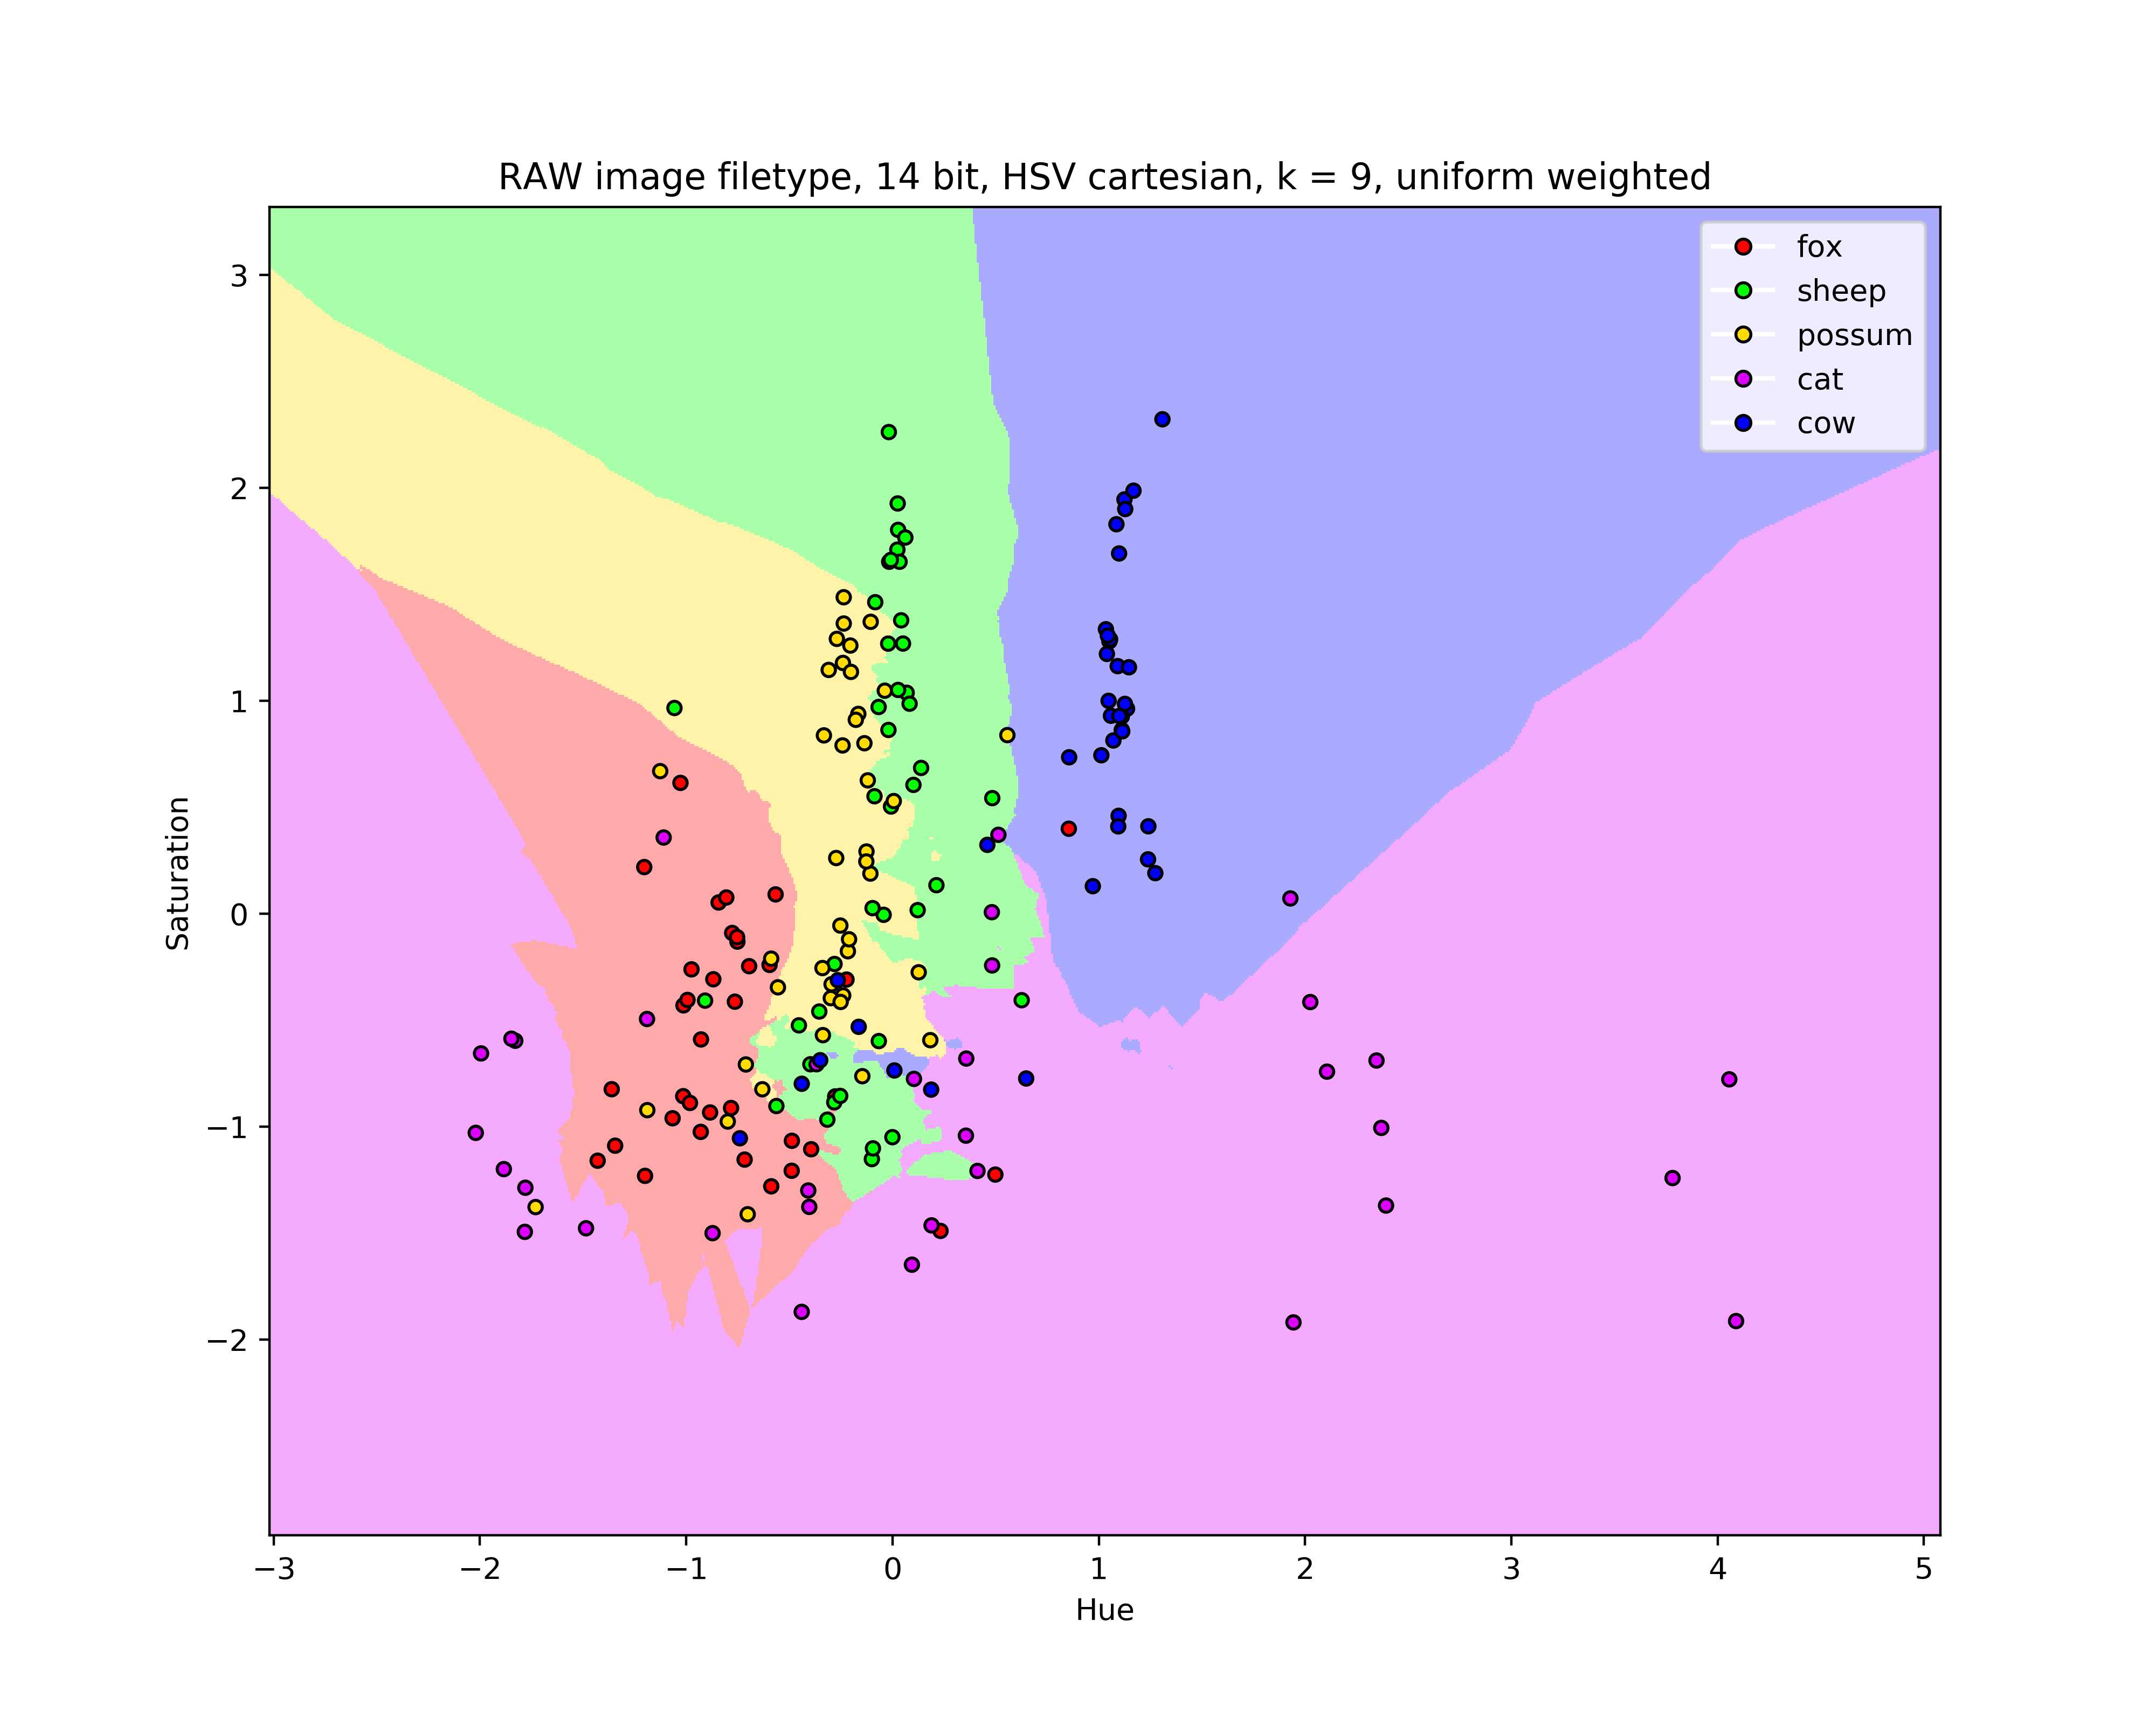 RAW image filetype, 14 bit, HSV cartesian, k = 9, uniform weighted
fox
sheep
possum
cat
cow
3
2
1
0
−1
−2
Saturation
−3 −2 −1 0 1 2 3 4 5
Hue